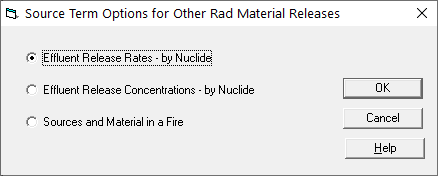 Source Term Options for Other Rad Material Releases
Effluent Release Rates - by Nuclide
Effluent Release Concentrations - by Nuclide
OK
Sources and Material in a Fire
Cancel
Help